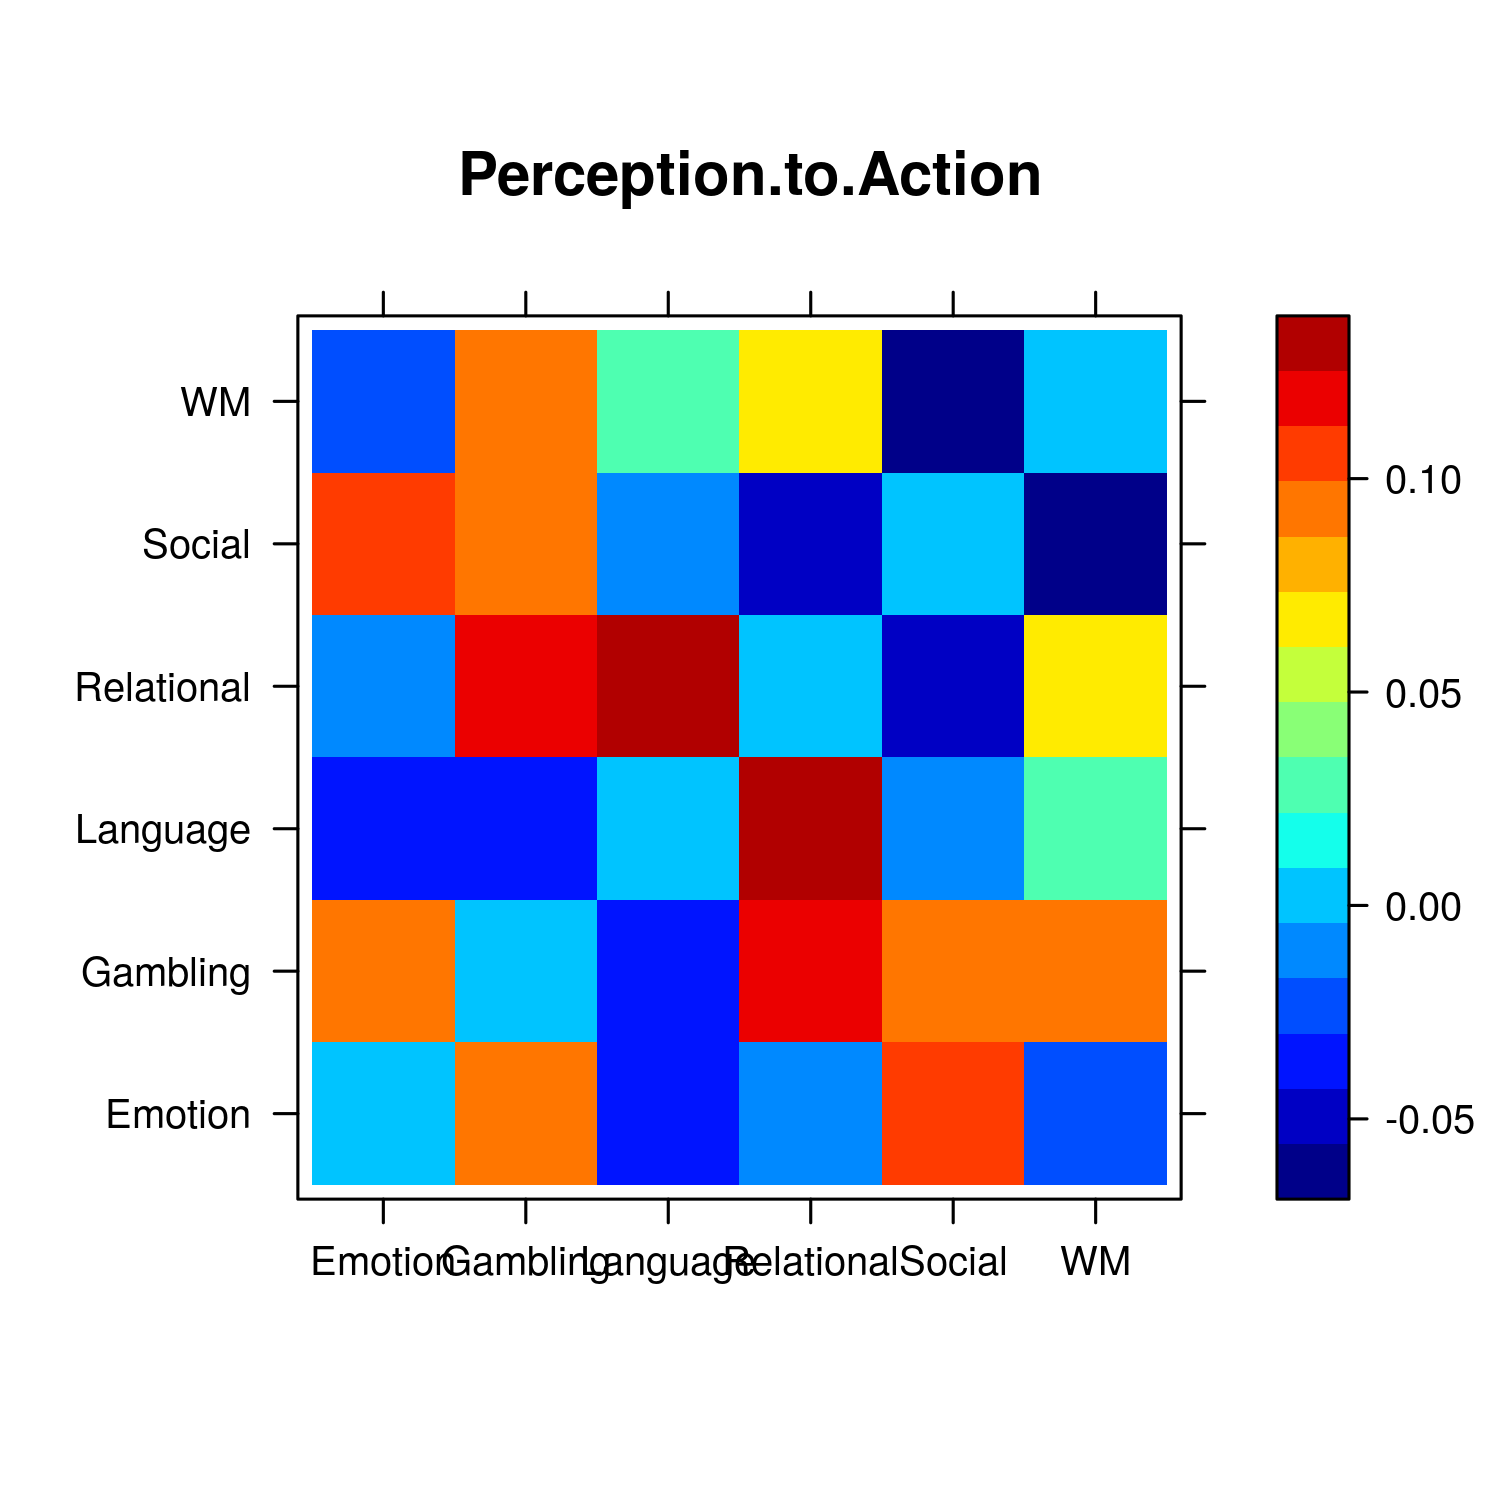 Perception.to.Action
WM
Social
Relational
Language
Gambling
Emotion
Emotion Gambling Language Relational Social WM
0.10
0.05
0.00
-0.05